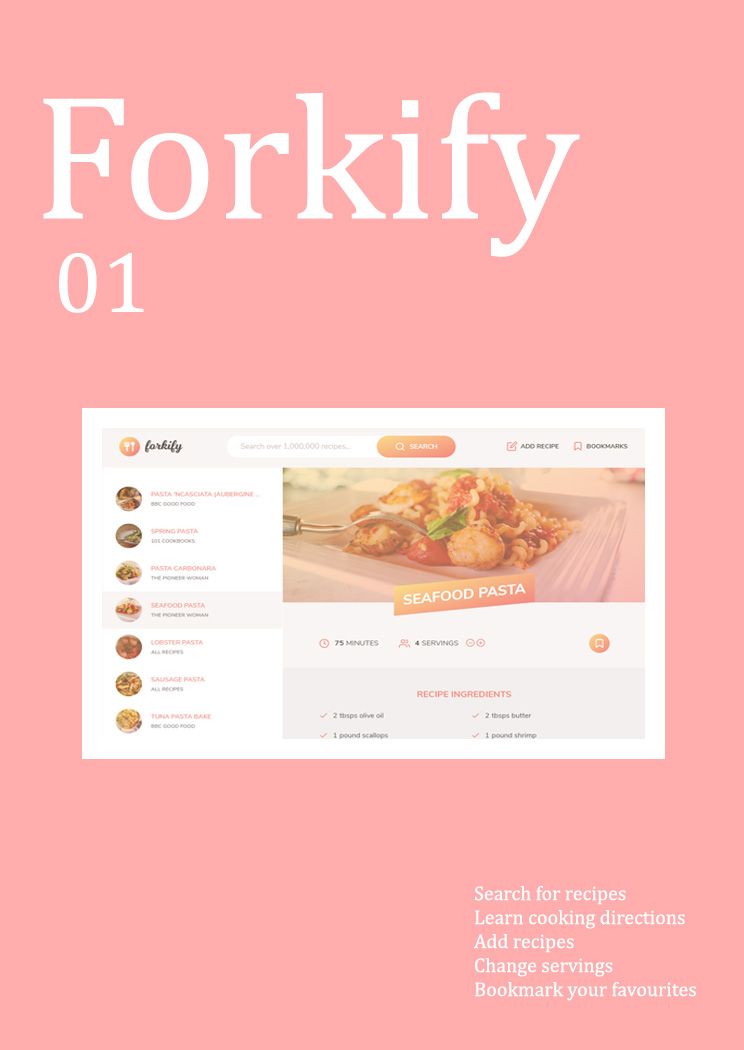 Forkify
01
forkify
Search over 1,000,000 recipes...
SEARCH
ADD RECIPE
BOOKMARKS
PASTA 'NCASCIATA (AUBERGINE ...
BBC GOOD FOOD
SPRING PASTA
101 COOKBOOKS
PASTA CARBONARA
THE PIONEER WOMAN
SEAFOOD PASTA
THE PIONEER WOMAN
LOBSTER PASTA
ALL RECIPES
SAUSAGE PASTA
ALL RECIPES
TUNA PASTA BAKE
BBC GOOD FOOD
SEAFOOD PASTA
75 MINUTES
4 SERVINGS
RECIPE INGREDIENTS
2 tbsps olive oil
2 tbsps butter
1 pound scallops
1 pound shrimp
Search for recipes
Learn cooking directions
Add recipes
Change servings
Bookmark your favourites